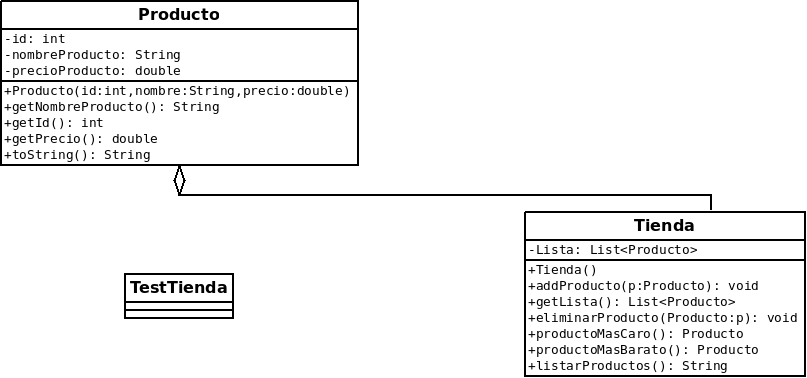 Producto
-id: int
-nombreProducto: String
-precioProducto: double
+Producto(id:int,nombre:String,precio:double)
+getNombreProducto(): String
+getId(): int
+getPrecio(): double
+toString(): String
Tienda
-Lista: List<Producto>
+Tienda()
+addProducto(p:Producto): void
+getLista(): List<Producto>
+eliminarProducto(Producto:p): void
+productoMasCaro(): Producto
+productoMasBarato(): Producto
+listarProductos(): String
TestTienda